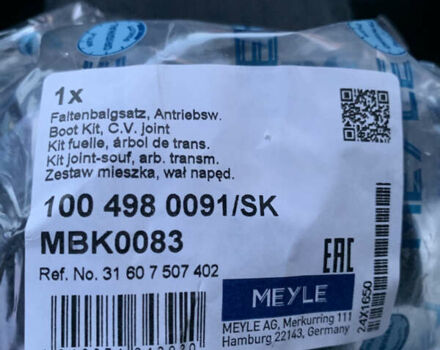 1x
Faltenbalgsatz, Antriebsw.
Boot Kit, C.V. joint
Kit fuelle, árbol de trans.
Kit joint-souf, arb. transm.
Zestaw mieszka, wał napęd.
100 498 0091/SK
MBK0083
Ref. No. 31 60 7 507 402
EAC
MEYLE
MEYLE AG, Merkurring 111
Hamburg 22143, Germany
24X1650